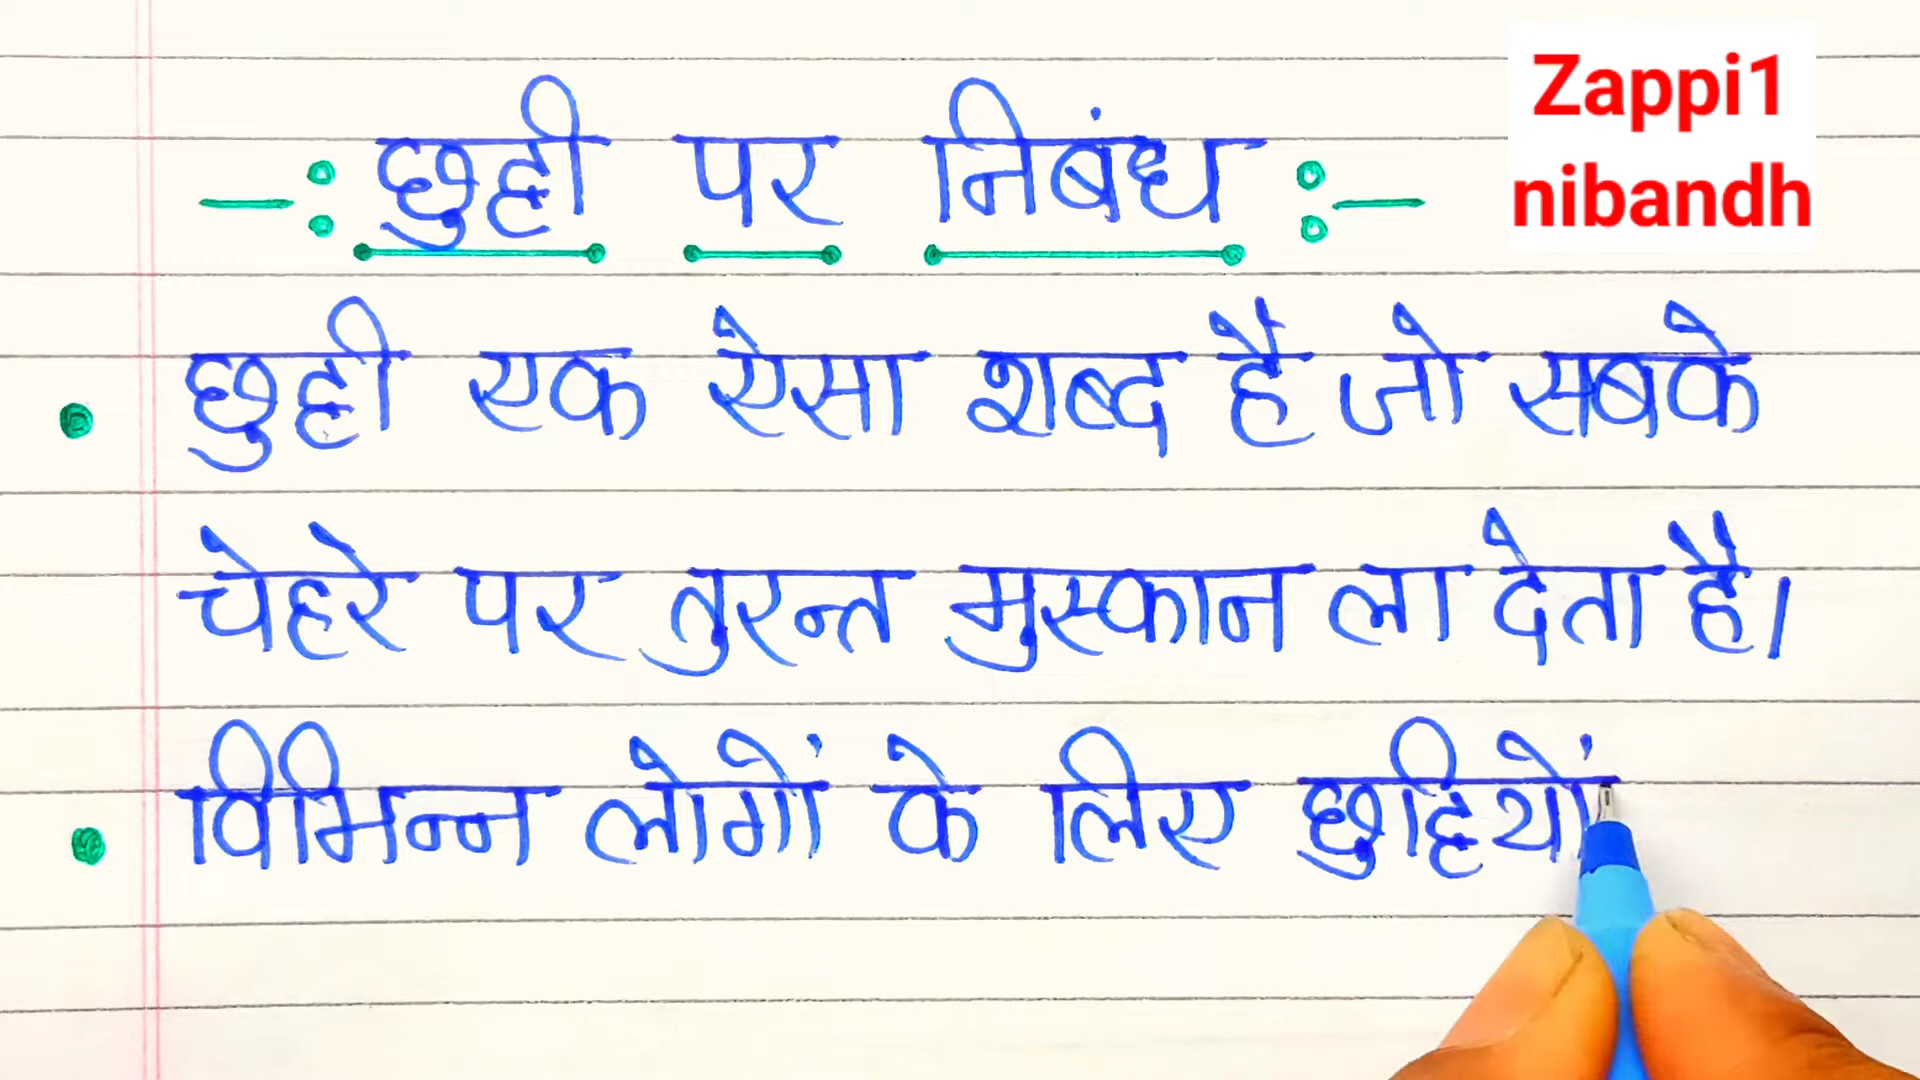 Zappi1
nibandh
-: छुट्टी पर निबंध :-
• छुट्टी एक ऐसा शब्द है जो सबके
चेहरे पर तुरन्त मुस्कान ला देता है।
• विभिन्न लोगों के लिए छुट्टियों